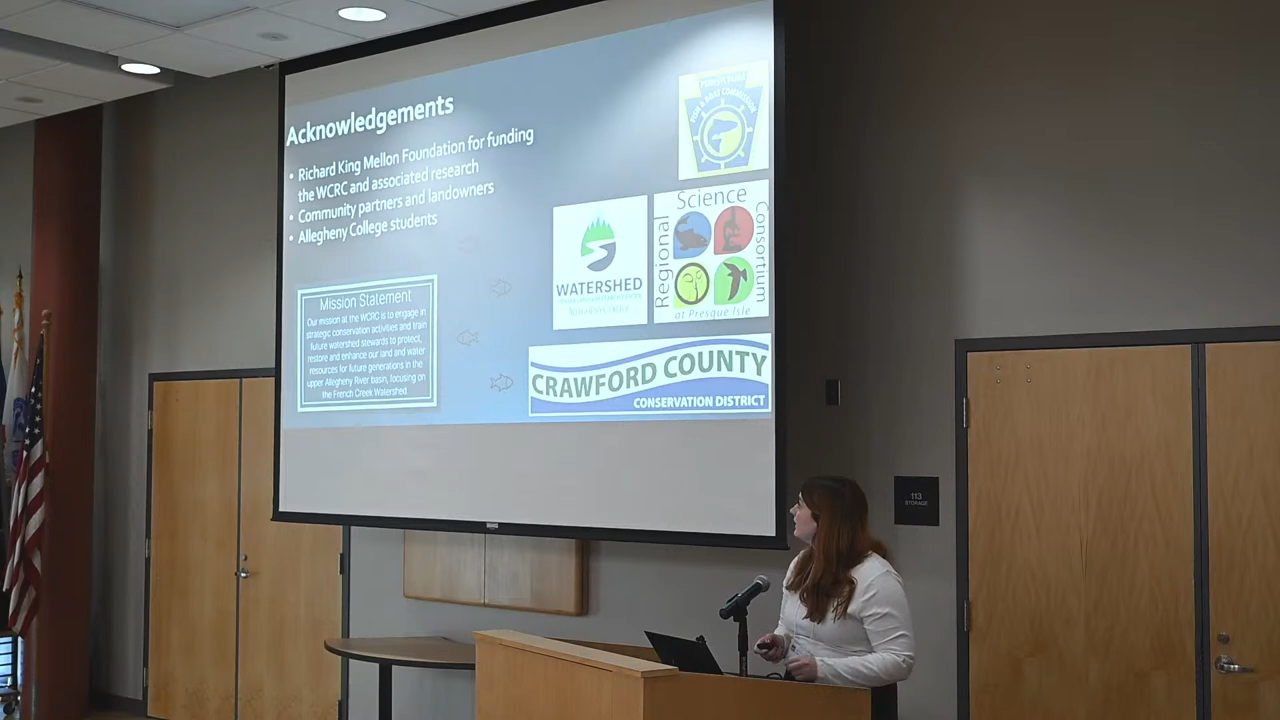 Acknowledgements
• Richard King Mellon Foundation for funding
the WCRC and associated research
• Community partners and landowners
• Allegheny College students
Mission Statement
Our mission at the WCRC is to engage in
strategic conservation activities and train
future watershed stewards to protect,
restore and enhance our land and water
resources for future generations in the
upper Allegheny River basin, focusing on
the French Creek Watershed
PENNSYLVANIA
FISH & BOAT COMMISSION
WATERSHED
Regional
Science
Consortium
at Presque Isle
CRAWFORD COUNTY
CONSERVATION DISTRICT
113
STORAGE